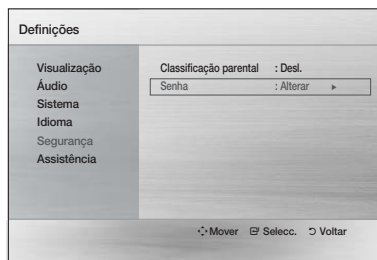 Definições
Visualização
Áudio
Sistema
Idioma
Segurança
Assistência
Classificação parental : Desl.
Senha : Alterar ►
Mover Selecc. Voltar